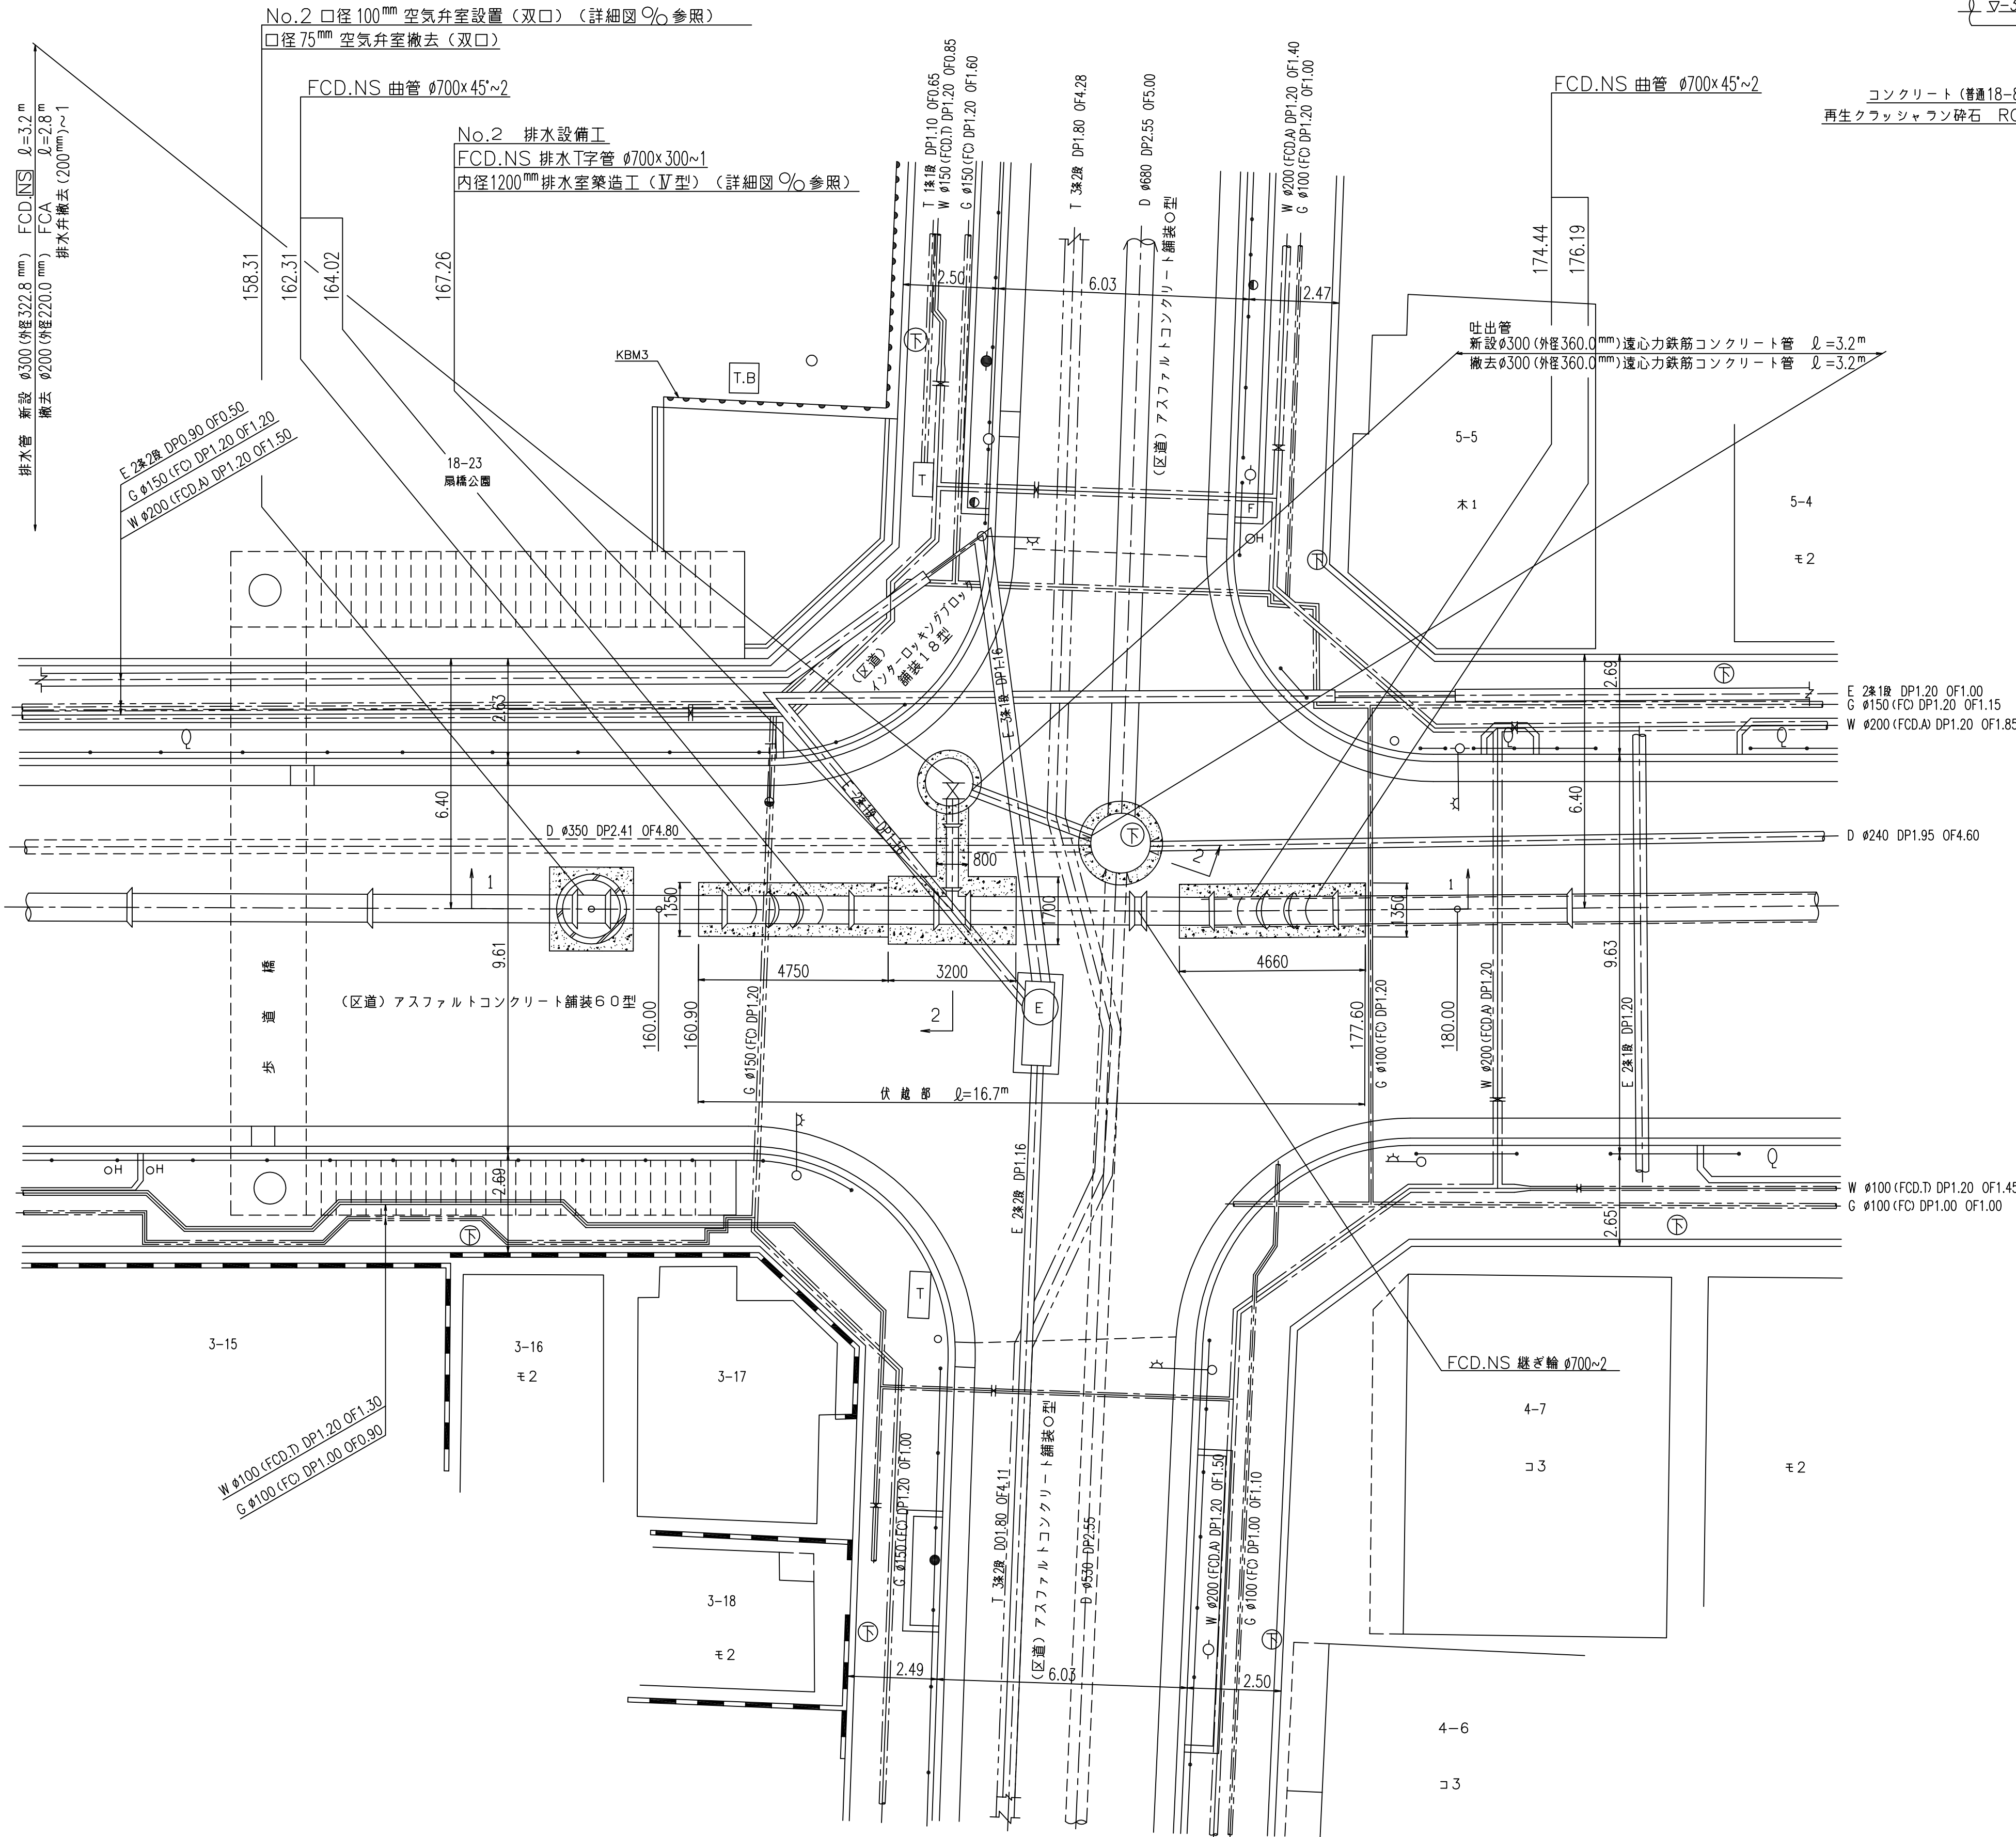 No.2 口径100mm 空気弁室設置（双口）（詳細図○/○参照）
口径75mm 空気弁室撤去（双口）
FCD.NS 曲管 ø700×45°~2
No.2 排水設備工
FCD.NS 排水T字管 ø700×300~1
内径1200mm排水室築造工（Ⅳ型）（詳細図○/○参照）
排水管 新設 ø300(外径322.8mm) FCD.NS ℓ=3.2m
撤去 ø200(外径220.0mm) FCA ℓ=2.8m
排水弁撤去(200mm)~1
158.31
162.31
164.02
167.26
T 1条1段 DP1.10 OF0.65
W ø150(FCD.T) DP1.20 OF0.85
G ø150(FC) DP1.20 OF1.60
T 3条2段 DP1.80 OF4.28
D ø680 DP2.55 OF5.00
（区道）アスファルトコンクリート舗装○型
W ø200(FCD.A) DP1.20 OF1.40
G ø100(FC) DP1.20 OF1.00
FCD.NS 曲管 ø700×45°~2
コンクリート(普通18-8
再生クラッシャラン砕石 RC
174.44
176.19
2.50
6.03
2.47
吐出管
新設ø300(外径360.0mm)遠心力鉄筋コンクリート管 ℓ=3.2m
撤去ø300(外径360.0mm)遠心力鉄筋コンクリート管 ℓ=3.2m
KBM3
T.B
下
T
F
H
5-5
木1
5-4
モ2
E 2条2段 DP0.90 OF0.50
G ø150(FC) DP1.20 OF1.20
W ø200(FCD.A) DP1.20 OF1.50
18-23
扇橋公園
下
（区道）
インターロッキングブロック
舗装18型
E 3条1段 DP1.16
E 2条1段 DP1.16
2.63
6.40
9.61
2.69
下
2.69
6.40
9.63
2.65
E 2条1段 DP1.20 OF1.00
G ø150(FC) DP1.20 OF1.15
W ø200(FCD.A) DP1.20 OF1.85
D ø350 DP2.41 OF4.80
D ø240 DP1.95 OF4.60
下
800
2
1
1350
1700
1
1350
4750
3200
4660
歩道橋
（区道）アスファルトコンクリート舗装60型
160.00
160.90
G ø150(FC) DP1.20
2
E
177.60
G ø100(FC) DP1.20
180.00
W ø200(FCD.A) DP1.20
E 2条1段 DP1.20
伏越部 ℓ=16.7m
E 2条2段 DP1.16
H
H
下
W ø100(FCD.T) DP1.20 OF1.45
G ø100(FC) DP1.00 OF1.00
下
T
3-15
3-16
モ2
3-17
FCD.NS 継ぎ輪 ø700~2
W ø100(FCD.T) DP1.20 OF1.30
G ø100(FC) DP1.00 OF0.90
4-7
コ3
モ2
G ø150(FC) DP1.20 OF1.00
T 3条2段 DO1.80 OF4.11
（区道）アスファルトコンクリート舗装○型
D ø530 DP2.55
W ø200(FCD.A) DP1.20 OF1.50
G ø100(FC) DP1.00 OF1.10
3-18
モ2
下
下
2.49
6.03
2.50
4-6
コ3